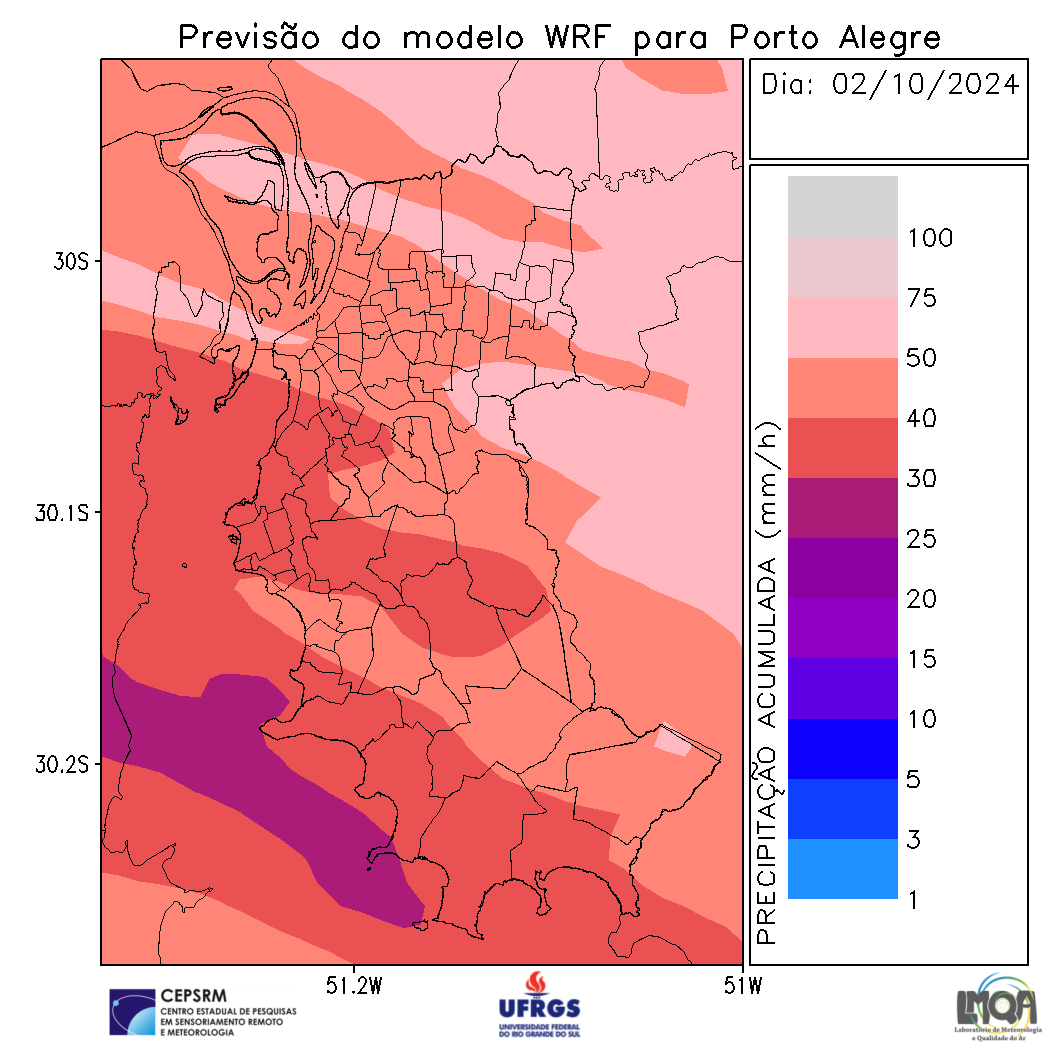 Previsão do modelo WRF para Porto Alegre
Dia: 02/10/2024
30S
30.1S
30.2S
51.2W
51W
PRECIPITAÇÃO ACUMULADA (mm/h)
100
75
50
40
30
25
20
15
10
5
3
1
CEPSRM
CENTRO ESTADUAL DE PESQUISAS
EM SENSORIAMENTO REMOTO
E METEOROLOGIA
UFRGS
UNIVERSIDADE FEDERAL
DO RIO GRANDE DO SUL
LMQA
Laboratório de Meteorologia
e Qualidade do Ar